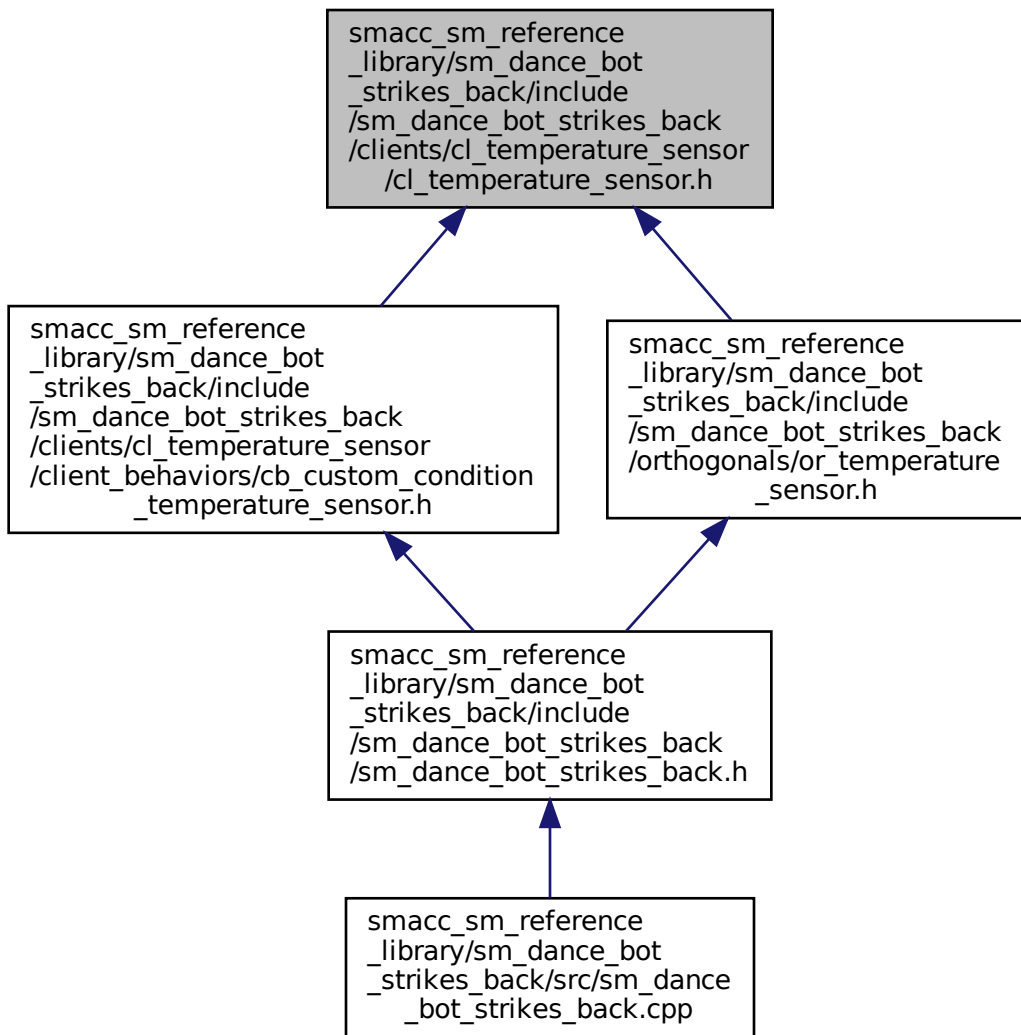 smacc_sm_reference
_library/sm_dance_bot
_strikes_back/include
/sm_dance_bot_strikes_back
/clients/cl_temperature_sensor
/cl_temperature_sensor.h
smacc_sm_reference
_library/sm_dance_bot
_strikes_back/include
/sm_dance_bot_strikes_back
/clients/cl_temperature_sensor
/client_behaviors/cb_custom_condition
_temperature_sensor.h
smacc_sm_reference
_library/sm_dance_bot
_strikes_back/include
/sm_dance_bot_strikes_back
/orthogonals/or_temperature
_sensor.h
smacc_sm_reference
_library/sm_dance_bot
_strikes_back/include
/sm_dance_bot_strikes_back
/sm_dance_bot_strikes_back.h
smacc_sm_reference
_library/sm_dance_bot
_strikes_back/src/sm_dance
_bot_strikes_back.cpp